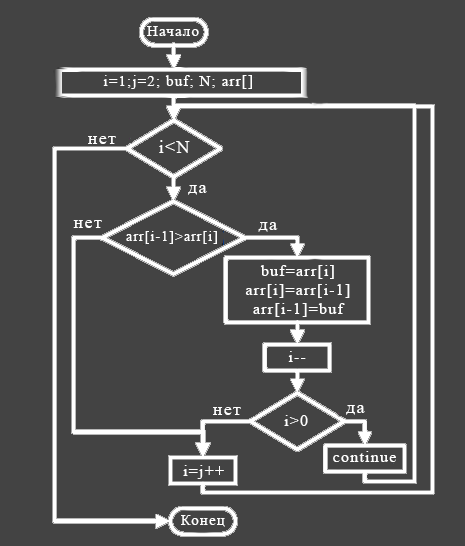 Начало
i=1;j=2; buf; N; arr[]
нет
i<N
да
нет
arr[i-1]>arr[i]
да
buf=arr[i]
arr[i]=arr[i-1]
arr[i-1]=buf
i--
нет
i>0
да
continue
i=j++
Конец